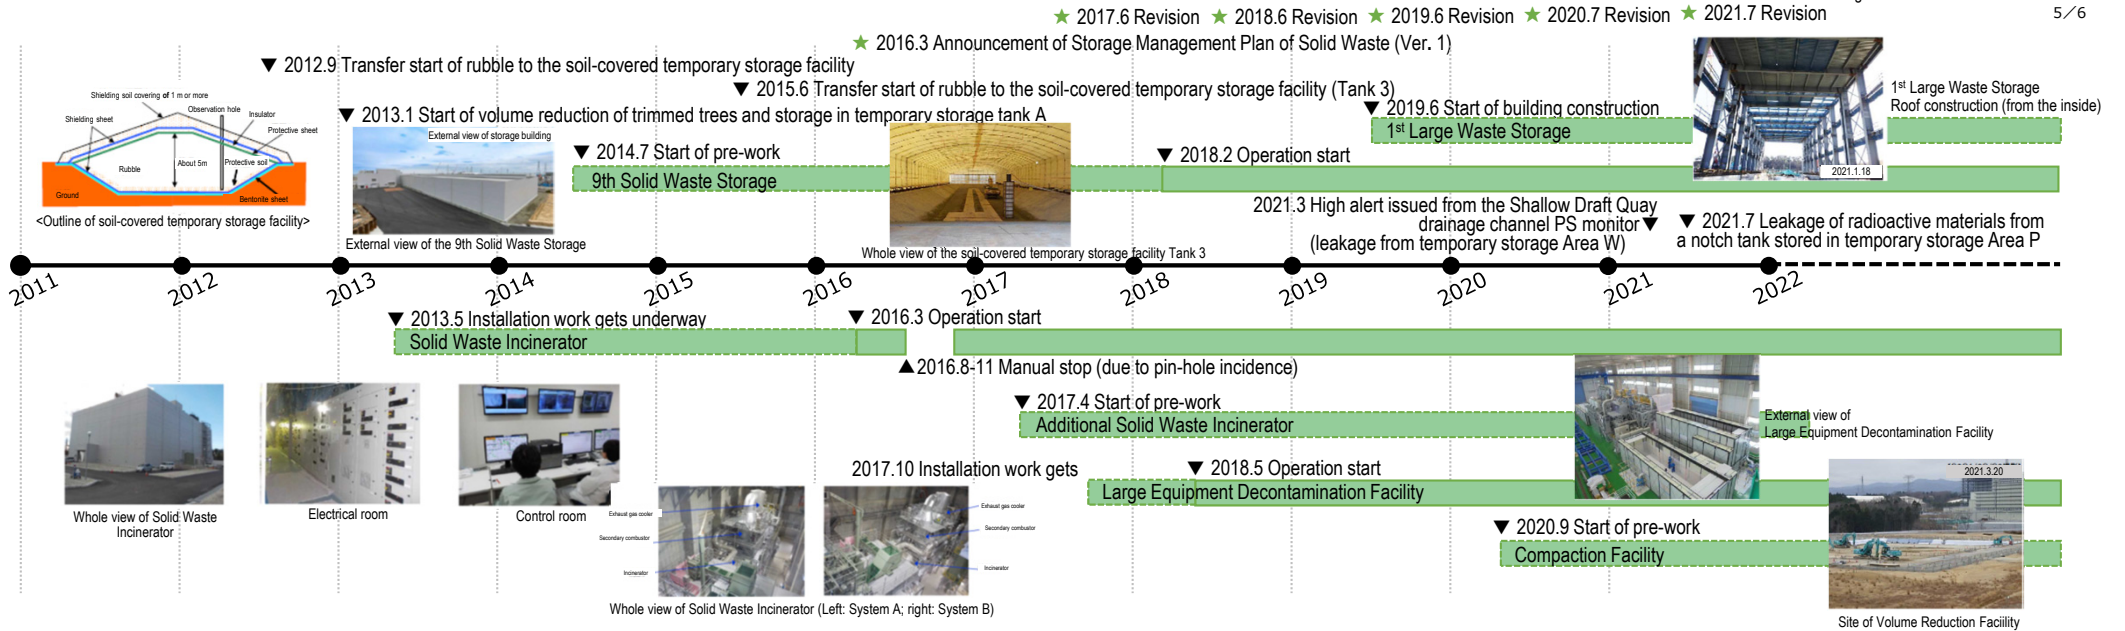 ★ 2017.6 Revision ★ 2018.6 Revision ★ 2019.6 Revision ★ 2020.7 Revision ★ 2021.7 Revision
5／6
★ 2016.3 Announcement of Storage Management Plan of Solid Waste (Ver. 1)
▼ 2012.9 Transfer start of rubble to the soil-covered temporary storage facility
▼ 2015.6 Transfer start of rubble to the soil-covered temporary storage facility (Tank 3)
▼ 2013.1 Start of volume reduction of trimmed trees and storage in temporary storage tank A
▼ 2019.6 Start of building construction
1st Large Waste Storage
2021.1.18
1st Large Waste Storage
Roof construction (from the inside)
Shielding soil covering of 1 m or more
Observation hole
Shielding sheet
Insulator
Protective sheet
About 5m
Protective soil
Rubble
Ground
Bentonite sheet
<Outline of soil-covered temporary storage facility>
External view of storage building
External view of the 9th Solid Waste Storage
▼ 2014.7 Start of pre-work
9th Solid Waste Storage
▼ 2018.2 Operation start
Whole view of the soil-covered temporary storage facility Tank 3
2021.3 High alert issued from the Shallow Draft Quay
drainage channel PS monitor ▼
(leakage from temporary storage Area W)
▼ 2021.7 Leakage of radioactive materials from
a notch tank stored in temporary storage Area P
2011
2012
2013
2014
2015
2016
2017
2018
2019
2020
2021
2022
▼ 2013.5 Installation work gets underway
▼ 2016.3 Operation start
Solid Waste Incinerator
▲ 2016.8-11 Manual stop (due to pin-hole incidence)
▼ 2017.4 Start of pre-work
Additional Solid Waste Incinerator
External view of
Large Equipment Decontamination Facility
2017.10 Installation work gets
▼ 2018.5 Operation start
Large Equipment Decontamination Facility
▼ 2020.9 Start of pre-work
Compaction Facility
2021.3.20
Site of Volume Reduction Faciility
Whole view of Solid Waste
Incinerator
Electrical room
Control room
Exhaust gas cooler
Secondary combustor
Incinerator
Exhaust gas cooler
Secondary combustor
Incinerator
Whole view of Solid Waste Incinerator (Left: System A; right: System B)